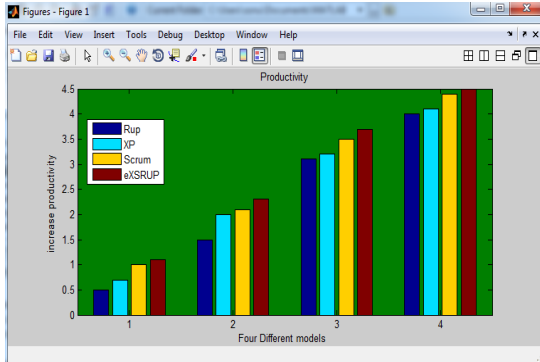 Figures - Figure 1
File Edit View Insert Tools Debug Desktop Window Help
Productivity
4.5
4
3.5
3
2.5
2
1.5
1
0.5
0
increase productivity
Rup
XP
Scrum
eXSRUP
1 2 3 4
Four Different models